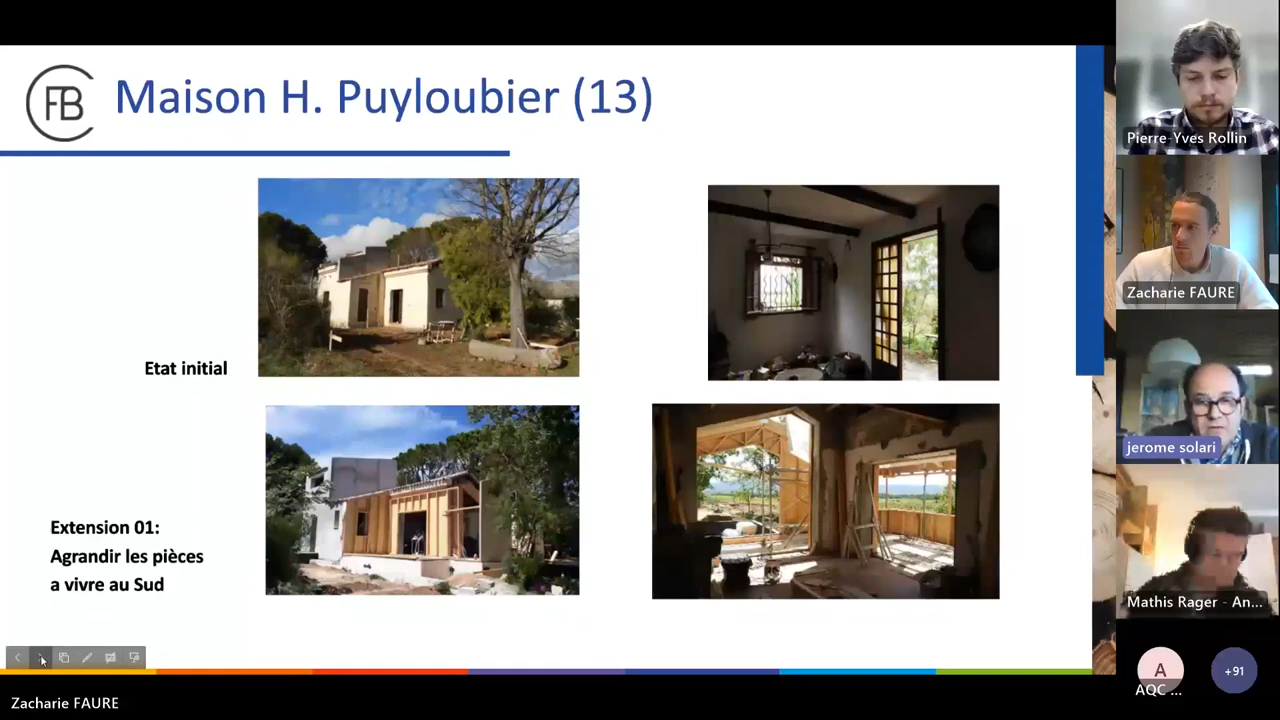 FB
Maison H. Puyloubier (13)
Etat initial
Extension 01:
Agrandir les pièces
a vivre au Sud
Pierre-Yves Rollin
Zacharie FAURE
jerome solari
Mathis Rager - An...
A
AQC ...
+91
Zacharie FAURE